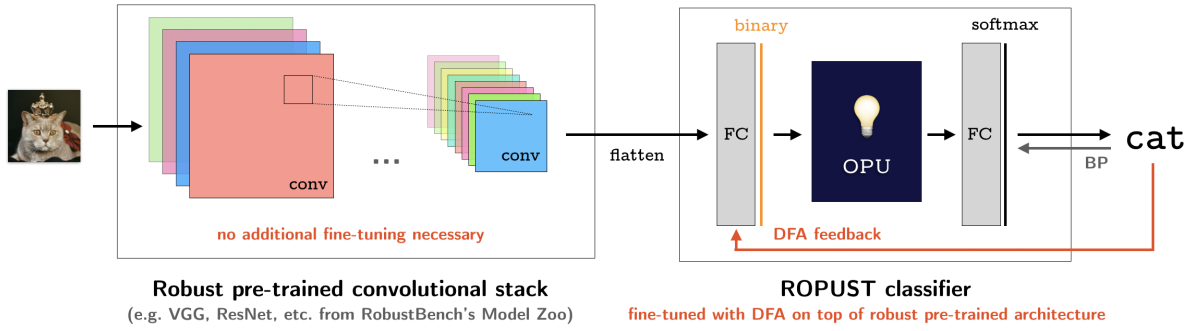 conv
...
conv
no additional fine-tuning necessary
Robust pre-trained convolutional stack
(e.g. VGG, ResNet, etc. from RobustBench's Model Zoo)
flatten
binary
softmax
FC
OPU
FC
cat
BP
DFA feedback
ROPUST classifier
fine-tuned with DFA on top of robust pre-trained architecture